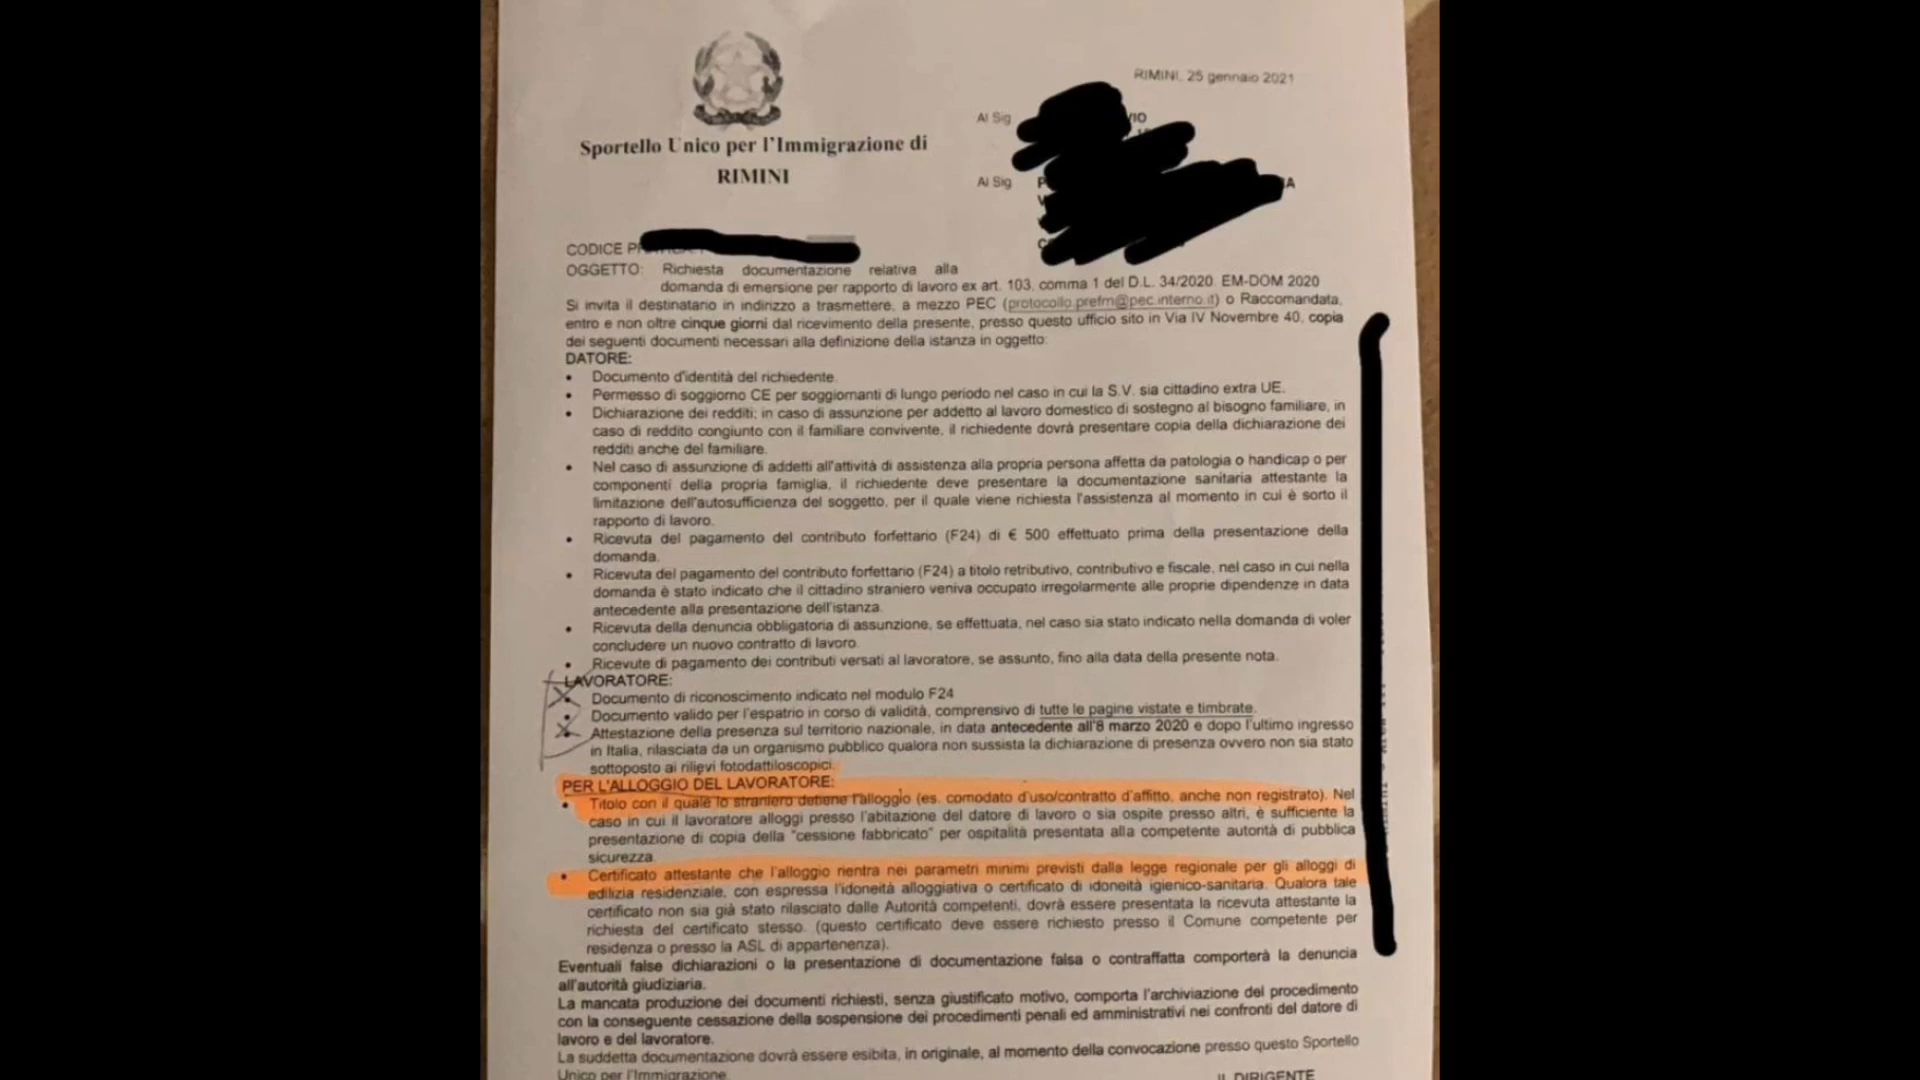 RIMINI, 25 gennaio 2021
Sportello Unico per l'Immigrazione di
RIMINI
Al Sig
Al Sig
CODICE
OGGETTO: Richiesta documentazione relativa alla
domanda di emersione per rapporto di lavoro ex art. 103, comma 1 del D.L. 34/2020. EM-DOM 2020
Si invita il destinatario in indirizzo a trasmettere, a mezzo PEC (protocollo.prefrn@pec.interno.it) o Raccomandata,
entro e non oltre cinque giorni dal ricevimento della presente, presso questo ufficio sito in Via IV Novembre 40, copia
dei seguenti documenti necessari alla definizione della istanza in oggetto:
DATORE:
• Documento d'identità del richiedente.
• Permesso di soggiorno CE per soggiornanti di lungo periodo nel caso in cui la S.V. sia cittadino extra UE.
• Dichiarazione dei redditi; in caso di assunzione per addetto al lavoro domestico di sostegno al bisogno familiare, in
caso di reddito congiunto con il familiare convivente, il richiedente dovrà presentare copia della dichiarazione dei
redditi anche del familiare.
• Nel caso di assunzione di addetti all'attività di assistenza alla propria persona affetta da patologia o handicap o per
componenti della propria famiglia, il richiedente deve presentare la documentazione sanitaria attestante la
limitazione dell'autosufficienza del soggetto, per il quale viene richiesta l'assistenza al momento in cui è sorto il
rapporto di lavoro.
• Ricevuta del pagamento del contributo forfettario (F24) di € 500 effettuato prima della presentazione della
domanda.
• Ricevuta del pagamento del contributo forfettario (F24) a titolo retributivo, contributivo e fiscale, nel caso in cui nella
domanda è stato indicato che il cittadino straniero veniva occupato irregolarmente alle proprie dipendenze in data
antecedente alla presentazione dell'istanza.
• Ricevuta della denuncia obbligatoria di assunzione, se effettuata, nel caso sia stato indicato nella domanda di voler
concludere un nuovo contratto di lavoro.
• Ricevute di pagamento dei contributi versati al lavoratore, se assunto, fino alla data della presente nota.
LAVORATORE:
• Documento di riconoscimento indicato nel modulo F24
• Documento valido per l'espatrio in corso di validità, comprensivo di tutte le pagine vistate e timbrate.
• Attestazione della presenza sul territorio nazionale, in data antecedente all'8 marzo 2020 e dopo l'ultimo ingresso
in Italia, rilasciata da un organismo pubblico qualora non sussista la dichiarazione di presenza ovvero non sia stato
sottoposto ai rilievi fotodattiloscopici.
PER L'ALLOGGIO DEL LAVORATORE:
• Titolo con il quale lo straniero detiene l'alloggio (es. comodato d'uso/contratto d'affitto, anche non registrato). Nel
caso in cui il lavoratore alloggi presso l'abitazione del datore di lavoro o sia ospite presso altri, è sufficiente la
presentazione di copia della "cessione fabbricato" per ospitalità presentata alla competente autorità di pubblica
sicurezza.
• Certificato attestante che l'alloggio rientra nei parametri minimi previsti dalla legge regionale per gli alloggi di
edilizia residenziale, con espressa l'idoneità alloggiativa o certificato di idoneità igienico-sanitaria. Qualora tale
certificato non sia già stato rilasciato dalle Autorità competenti, dovrà essere presentata la ricevuta attestante la
richiesta del certificato stesso. (questo certificato deve essere richiesto presso il Comune competente per
residenza o presso la ASL di appartenenza).
Eventuali false dichiarazioni o la presentazione di documentazione falsa o contraffatta comporterà la denuncia
all'autorità giudiziaria.
La mancata produzione dei documenti richiesti, senza giustificato motivo, comporta l'archiviazione del procedimento
con la conseguente cessazione della sospensione dei procedimenti penali ed amministrativi nei confronti del datore di
lavoro e del lavoratore.
La suddetta documentazione dovrà essere esibita, in originale, al momento della convocazione presso questo Sportello
Unico per l'Immigrazione
IL DIRIGENTE